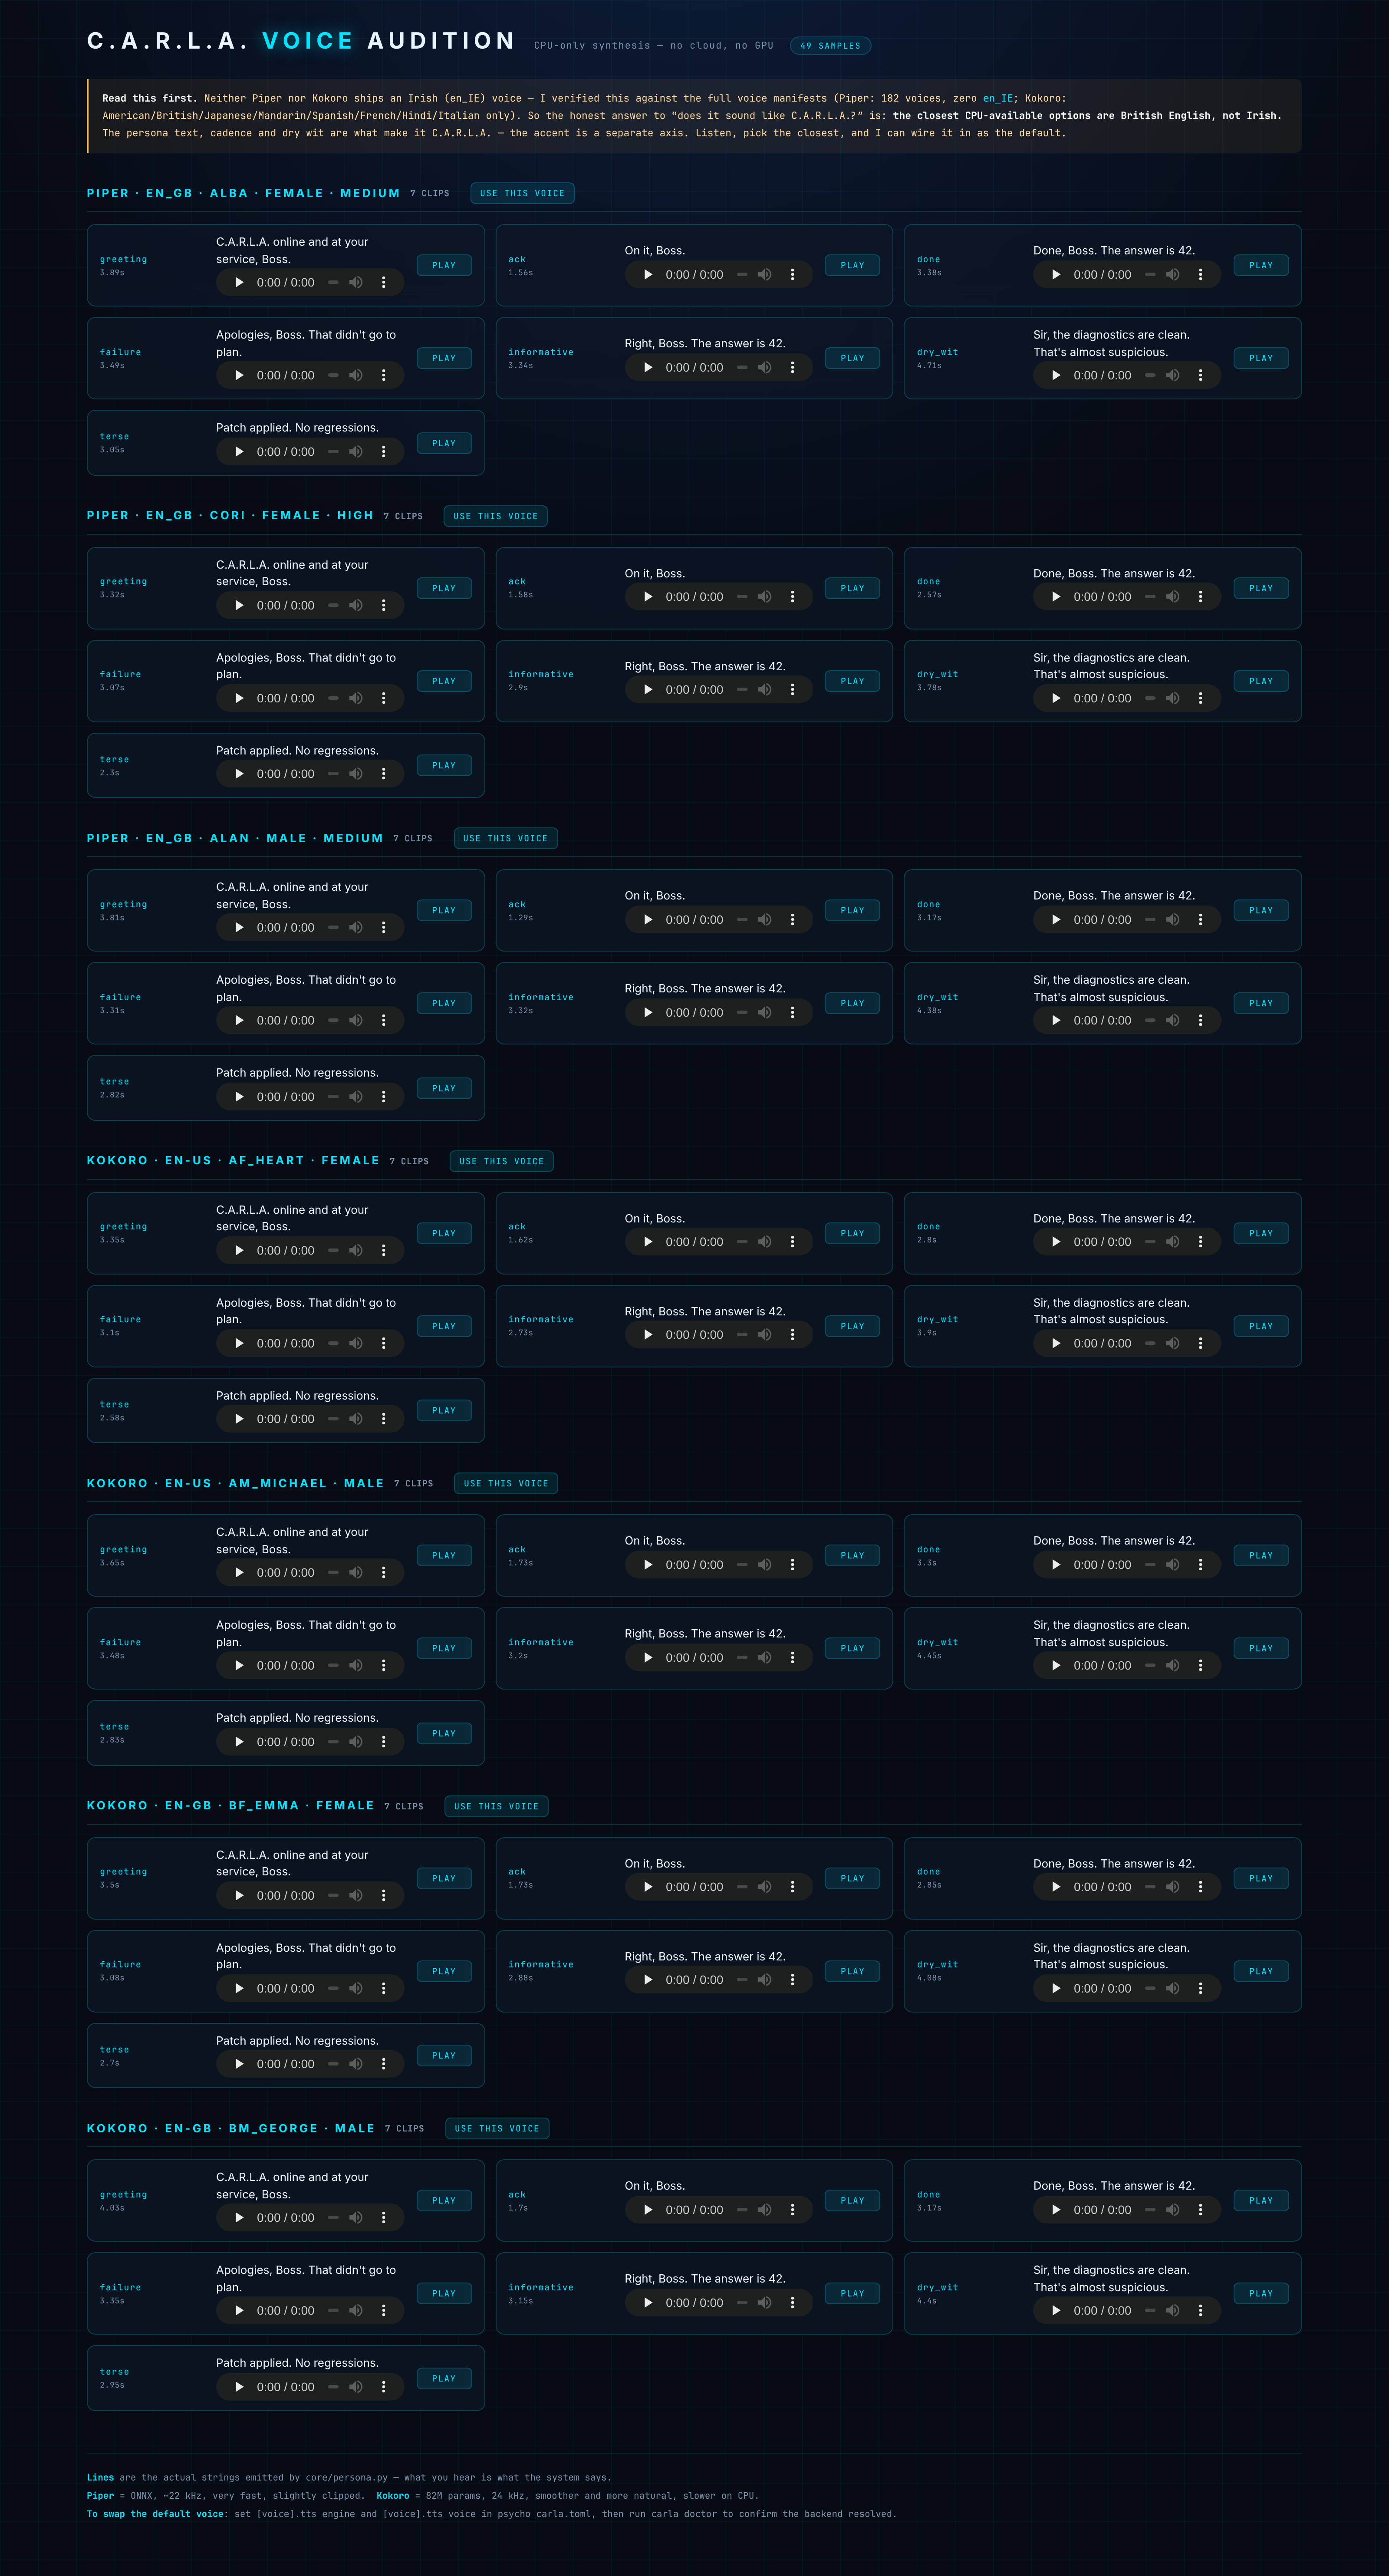 C.A.R.L.A. VOICE AUDITION CPU-only synthesis — no cloud, no GPU 49 SAMPLES
Read this first. Neither Piper nor Kokoro ships an Irish (en_IE) voice — I verified this against the full voice manifests (Piper: 182 voices, zero en_IE; Kokoro:
American/British/Japanese/Mandarin/Spanish/French/Hindi/Italian only). So the honest answer to “does it sound like C.A.R.L.A.?” is: the closest CPU-available options are British English, not Irish.
The persona text, cadence and dry wit are what make it C.A.R.L.A. — the accent is a separate axis. Listen, pick the closest, and I can wire it in as the default.
PIPER · EN_GB · ALBA · FEMALE · MEDIUM 7 CLIPS USE THIS VOICE
greeting
3.89s
C.A.R.L.A. online and at your
service, Boss.
0:00 / 0:00
PLAY
ack
1.56s
On it, Boss.
0:00 / 0:00
PLAY
done
3.38s
Done, Boss. The answer is 42.
0:00 / 0:00
PLAY
failure
3.49s
Apologies, Boss. That didn't go to
plan.
0:00 / 0:00
PLAY
informative
3.34s
Right, Boss. The answer is 42.
0:00 / 0:00
PLAY
dry_wit
4.71s
Sir, the diagnostics are clean.
That's almost suspicious.
0:00 / 0:00
PLAY
terse
3.05s
Patch applied. No regressions.
0:00 / 0:00
PLAY
PIPER · EN_GB · CORI · FEMALE · HIGH 7 CLIPS USE THIS VOICE
greeting
3.32s
C.A.R.L.A. online and at your
service, Boss.
0:00 / 0:00
PLAY
ack
1.58s
On it, Boss.
0:00 / 0:00
PLAY
done
2.57s
Done, Boss. The answer is 42.
0:00 / 0:00
PLAY
failure
3.07s
Apologies, Boss. That didn't go to
plan.
0:00 / 0:00
PLAY
informative
2.9s
Right, Boss. The answer is 42.
0:00 / 0:00
PLAY
dry_wit
3.78s
Sir, the diagnostics are clean.
That's almost suspicious.
0:00 / 0:00
PLAY
terse
2.3s
Patch applied. No regressions.
0:00 / 0:00
PLAY
PIPER · EN_GB · ALAN · MALE · MEDIUM 7 CLIPS USE THIS VOICE
greeting
3.81s
C.A.R.L.A. online and at your
service, Boss.
0:00 / 0:00
PLAY
ack
1.29s
On it, Boss.
0:00 / 0:00
PLAY
done
3.17s
Done, Boss. The answer is 42.
0:00 / 0:00
PLAY
failure
3.31s
Apologies, Boss. That didn't go to
plan.
0:00 / 0:00
PLAY
informative
3.32s
Right, Boss. The answer is 42.
0:00 / 0:00
PLAY
dry_wit
4.38s
Sir, the diagnostics are clean.
That's almost suspicious.
0:00 / 0:00
PLAY
terse
2.82s
Patch applied. No regressions.
0:00 / 0:00
PLAY
KOKORO · EN-US · AF_HEART · FEMALE 7 CLIPS USE THIS VOICE
greeting
3.35s
C.A.R.L.A. online and at your
service, Boss.
0:00 / 0:00
PLAY
ack
1.62s
On it, Boss.
0:00 / 0:00
PLAY
done
2.8s
Done, Boss. The answer is 42.
0:00 / 0:00
PLAY
failure
3.1s
Apologies, Boss. That didn't go to
plan.
0:00 / 0:00
PLAY
informative
2.73s
Right, Boss. The answer is 42.
0:00 / 0:00
PLAY
dry_wit
3.9s
Sir, the diagnostics are clean.
That's almost suspicious.
0:00 / 0:00
PLAY
terse
2.58s
Patch applied. No regressions.
0:00 / 0:00
PLAY
KOKORO · EN-US · AM_MICHAEL · MALE 7 CLIPS USE THIS VOICE
greeting
3.65s
C.A.R.L.A. online and at your
service, Boss.
0:00 / 0:00
PLAY
ack
1.73s
On it, Boss.
0:00 / 0:00
PLAY
done
3.3s
Done, Boss. The answer is 42.
0:00 / 0:00
PLAY
failure
3.48s
Apologies, Boss. That didn't go to
plan.
0:00 / 0:00
PLAY
informative
3.2s
Right, Boss. The answer is 42.
0:00 / 0:00
PLAY
dry_wit
4.45s
Sir, the diagnostics are clean.
That's almost suspicious.
0:00 / 0:00
PLAY
terse
2.83s
Patch applied. No regressions.
0:00 / 0:00
PLAY
KOKORO · EN-GB · BF_EMMA · FEMALE 7 CLIPS USE THIS VOICE
greeting
3.5s
C.A.R.L.A. online and at your
service, Boss.
0:00 / 0:00
PLAY
ack
1.73s
On it, Boss.
0:00 / 0:00
PLAY
done
2.85s
Done, Boss. The answer is 42.
0:00 / 0:00
PLAY
failure
3.08s
Apologies, Boss. That didn't go to
plan.
0:00 / 0:00
PLAY
informative
2.88s
Right, Boss. The answer is 42.
0:00 / 0:00
PLAY
dry_wit
4.08s
Sir, the diagnostics are clean.
That's almost suspicious.
0:00 / 0:00
PLAY
terse
2.7s
Patch applied. No regressions.
0:00 / 0:00
PLAY
KOKORO · EN-GB · BM_GEORGE · MALE 7 CLIPS USE THIS VOICE
greeting
4.03s
C.A.R.L.A. online and at your
service, Boss.
0:00 / 0:00
PLAY
ack
1.7s
On it, Boss.
0:00 / 0:00
PLAY
done
3.17s
Done, Boss. The answer is 42.
0:00 / 0:00
PLAY
failure
3.35s
Apologies, Boss. That didn't go to
plan.
0:00 / 0:00
PLAY
informative
3.15s
Right, Boss. The answer is 42.
0:00 / 0:00
PLAY
dry_wit
4.4s
Sir, the diagnostics are clean.
That's almost suspicious.
0:00 / 0:00
PLAY
terse
2.95s
Patch applied. No regressions.
0:00 / 0:00
PLAY
Lines are the actual strings emitted by core/persona.py — what you hear is what the system says.
Piper = ONNX, ~22 kHz, very fast, slightly clipped. Kokoro = 82M params, 24 kHz, smoother and more natural, slower on CPU.
To swap the default voice: set [voice].tts_engine and [voice].tts_voice in psycho_carla.toml, then run carla doctor to confirm the backend resolved.